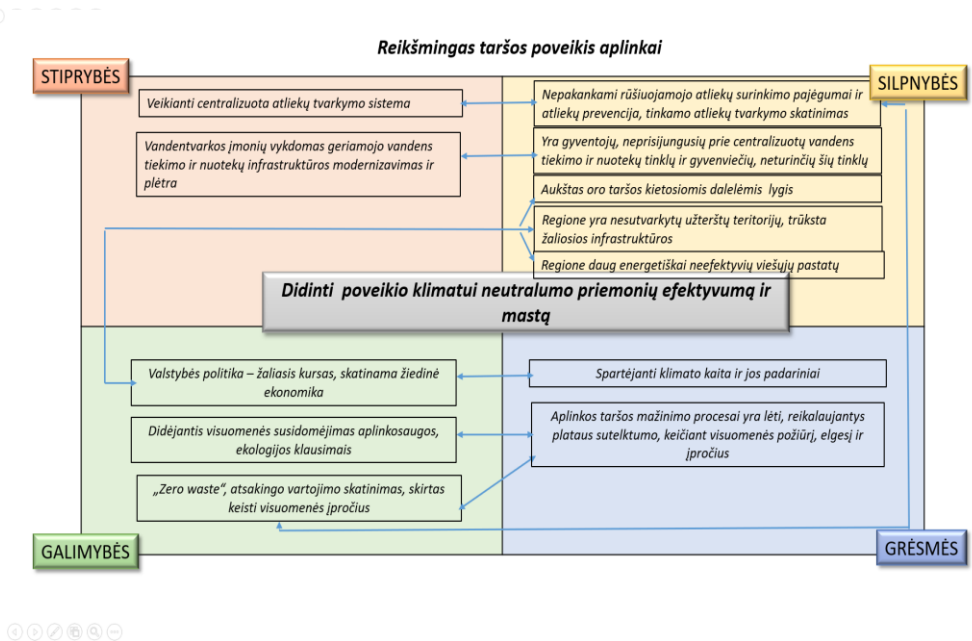 Reikšmingas taršos poveikis aplinkai
STIPRYBĖS
SILPNYBĖS
Veikianti centralizuota atliekų tvarkymo sistema
Vandentvarkos įmonių vykdomas geriamojo vandens
tiekimo ir nuotekų infrastruktūros modernizavimas ir
plėtra
Nepakankami rūšiuojamojo atliekų surinkimo pajėgumai ir
atliekų prevencija, tinkamo atliekų tvarkymo skatinimas
Yra gyventojų, neprisijungusių prie centralizuotų vandens
tiekimo ir nuotekų tinklų ir gyvenviečių, neturinčių šių tinklų
Aukštas oro taršos kietosiomis dalelėmis lygis
Regione yra nesutvarkytų užterštų teritorijų, trūksta
žaliosios infrastruktūros
Regione daug energetiškai neefektyvių viešųjų pastatų
Didinti poveikio klimatui neutralumo priemonių efektyvumą ir
mastą
Valstybės politika – žaliasis kursas, skatinama žiedinė
ekonomika
Didėjantis visuomenės susidomėjimas aplinkosaugos,
ekologijos klausimais
„Zero waste“, atsakingo vartojimo skatinimas, skirtas
keisti visuomenės įpročius
Spartėjanti klimato kaita ir jos padariniai
Aplinkos taršos mažinimo procesai yra lėti, reikalaujantys
plataus sutelktumo, keičiant visuomenės požiūrį, elgesį ir
įpročius
GALIMYBĖS
GRĖSMĖS